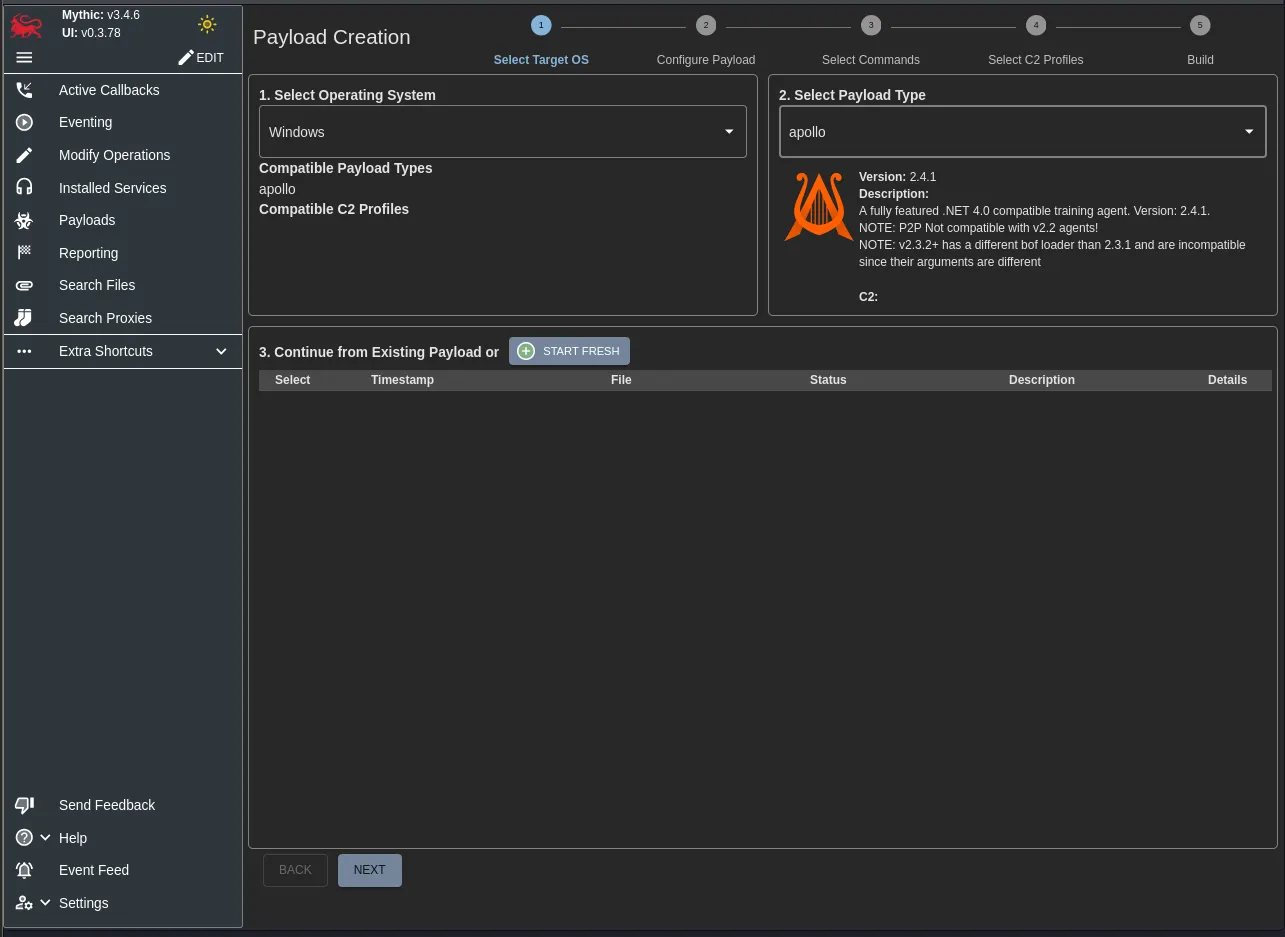 Mythic: v3.4.6
UI: v0.3.78
EDIT
Active Callbacks
Eventing
Modify Operations
Installed Services
Payloads
Reporting
Search Files
Search Proxies
Extra Shortcuts
Send Feedback
Help
Event Feed
Settings
Payload Creation
1
Select Target OS
2
Configure Payload
3
Select Commands
4
Select C2 Profiles
5
Build
1. Select Operating System
Windows
Compatible Payload Types
apollo
Compatible C2 Profiles
2. Select Payload Type
apollo
Version: 2.4.1
Description:
A fully featured .NET 4.0 compatible training agent. Version: 2.4.1.
NOTE: P2P Not compatible with v2.2 agents!
NOTE: v2.3.2+ has a different bof loader than 2.3.1 and are incompatible
since their arguments are different
C2:
3. Continue from Existing Payload or START FRESH
Select Timestamp File Status Description Details
BACK NEXT